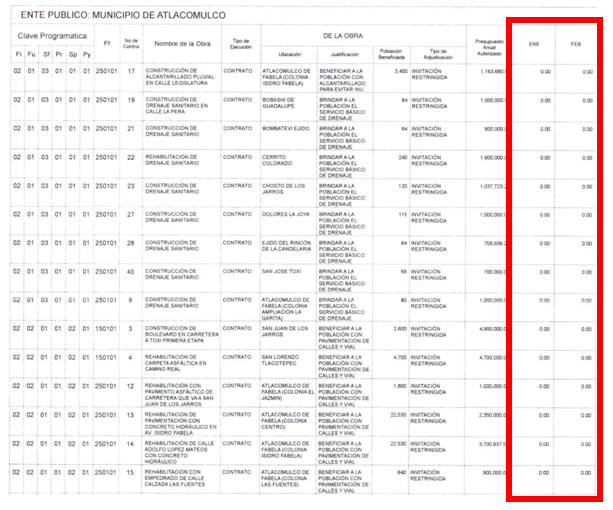 ENTE PUBLICO: MUNICIPIO DE ATLACOMULCO
Clave Programatica Ff No de Control Nombre de la Obra Tipo de Ejecución DE LA OBRA Presupuesto Anual Autorizado ENE FEB
Fi Fu Sf Pr Sp Py Ubicación Justificación Población Beneficiada Tipo de Adjudicación
02 01 03 01 01 01 250101 17 CONSTRUCCIÓN DE CONTRATO ATLACOMULCO DE BENEFICIAR A LA 3,450 INVITACIÓN 0.00 0.00
ALCANTARILLADO PLUVIAL FABELA (COLONIA POBLACIÓN CON RESTRINGIDA
EN CALLE LEGISLATURA ISIDRO FABELA) ALCANTARILLADO
PARA EVITAR INU
02 01 03 01 01 01 250101 19 CONSTRUCCIÓN DE CONTRATO BOBASHI DE BRINDAR A LA 84 INVITACIÓN 1,000,000. 0.00 0.00
DRENAJE SANITARIO EN GUADALUPE POBLACIÓN EL RESTRINGIDA
CALLE LA PERA SERVICIO BÁSICO
DE DRENAJE
02 01 03 01 01 01 250101 21 CONSTRUCCIÓN DE CONTRATO BOMBATEVI EJIDO BRINDAR A LA 84 INVITACIÓN 800,000. 0.00 0.00
DRENAJE SANITARIO POBLACIÓN EL RESTRINGIDA
SERVICIO BÁSICO
DE DRENAJE
02 01 03 01 01 01 250101 22 REHABILITACIÓN DE CONTRATO CERRITO BRINDAR A LA 240 INVITACIÓN 1,600,000. 0.00 0.00
DRENAJE SANITARIO COLORADO POBLACIÓN EL RESTRINGIDA
SERVICIO BÁSICO
DE DRENAJE
02 01 03 01 01 01 250101 23 CONSTRUCCIÓN DE CONTRATO CHOSTO DE LOS BRINDAR A LA 120 INVITACIÓN 1,037,723. 0.00 0.00
DRENAJE SANITARIO JARROS POBLACIÓN EL RESTRINGIDA
SERVICIO BÁSICO
DE DRENAJE
02 01 03 01 01 01 250101 27 CONSTRUCCIÓN DE CONTRATO DOLORES LA JOYA BRINDAR A LA 115 INVITACIÓN 1,000,000. 0.00 0.00
DRENAJE SANITARIO POBLACIÓN EL RESTRINGIDA
SERVICIO BÁSICO
DE DRENAJE
02 01 03 01 01 01 250101 28 CONSTRUCCIÓN DE CONTRATO EJIDO DEL RINCÓN BRINDAR A LA 84 INVITACIÓN 0.00 0.00
DRENAJE SANITARIO DE LA CANDELARIA POBLACIÓN EL RESTRINGIDA
SERVICIO BÁSICO
DE DRENAJE
02 01 03 01 01 01 250101 45 CONSTRUCCIÓN DE CONTRATO SAN JOSE TOXI BRINDAR A LA 68 INVITACIÓN 700,000. 0.00 0.00
DRENAJE SANITARIO POBLACIÓN EL RESTRINGIDA
SERVICIO BÁSICO
DE DRENAJE
02 01 03 01 01 01 250101 9 CONSTRUCCIÓN DE CONTRATO ATLACOMULCO DE BRINDAR A LA 80 INVITACIÓN 1,000,000. 0.00 0.00
DRENAJE SANITARIO FABELA (COLONIA POBLACIÓN EL RESTRINGIDA
AMPLIACIÓN LA SERVICIO BÁSICO
GARITA) DE DRENAJE
02 02 01 01 02 01 150101 3 CONSTRUCCIÓN DE CONTRATO SAN JUAN DE LOS BENEFICIAR A LA 2,600 INVITACIÓN 4,900,000. 0.00 0.00
BOULEVARD EN CARRETERA JARROS POBLACIÓN CON RESTRINGIDA
A TOXI PRIMERA ETAPA PAVIMENTACIÓN DE
CALLES Y VIAL
02 02 01 01 02 01 150101 4 REHABILITACIÓN DE CONTRATO SAN LORENZO BENEFICIAR A LA 4,700 INVITACIÓN 4,700,000. 0.00 0.00
CARPETA ASFÁLTICA EN TLACOTEPEC POBLACIÓN CON RESTRINGIDA
CAMINO REAL PAVIMENTACIÓN DE
CALLES Y VIAL
02 02 01 01 02 01 250101 12 REHABILITACIÓN CON CONTRATO ATLACOMULCO DE BENEFICIAR A LA 1,800 INVITACIÓN 1,000,000. 0.00 0.00
PAVIMENTO ASFÁLTICO DE FABELA (COLONIA EL POBLACIÓN CON RESTRINGIDA
CARRETERA QUE VA A SAN JAZMIN) PAVIMENTACIÓN DE
JUAN DE LOS JARROS CALLES Y VIAL
02 02 01 01 02 01 250101 13 REHABILITACIÓN DE CONTRATO ATLACOMULCO DE BENEFICIAR A LA 22,530 INVITACIÓN 2,350,000. 0.00 0.00
PAVIMENTACIÓN CON FABELA (COLONIA POBLACIÓN CON RESTRINGIDA
CONCRETO HIDRÁULICO EN CENTRO) PAVIMENTACIÓN DE
AV. ISIDRO FABELA CALLES Y VIAL
02 02 01 01 02 01 250101 14 REHABILITACIÓN DE CALLE CONTRATO ATLACOMULCO DE BENEFICIAR A LA 22,530 INVITACIÓN 3,700,937. 0.00 0.00
ADOLFO LOPEZ MATEOS FABELA (COLONIA POBLACIÓN CON RESTRINGIDA
CON CONCRETO CENTRO) PAVIMENTACIÓN DE
HIDRÁULICO CALLES Y VIAL
02 02 01 01 02 01 250101 15 REHABILITACIÓN CON CONTRATO ATLACOMULCO DE BENEFICIAR A LA 840 INVITACIÓN 900,000. 0.00 0.00
EMPEDRADO DE CALLE FABELA (COLONIA POBLACIÓN CON RESTRINGIDA
CALZADA LAS FUENTES LAS FUENTES) PAVIMENTACIÓN DE
CALLES Y VIAL